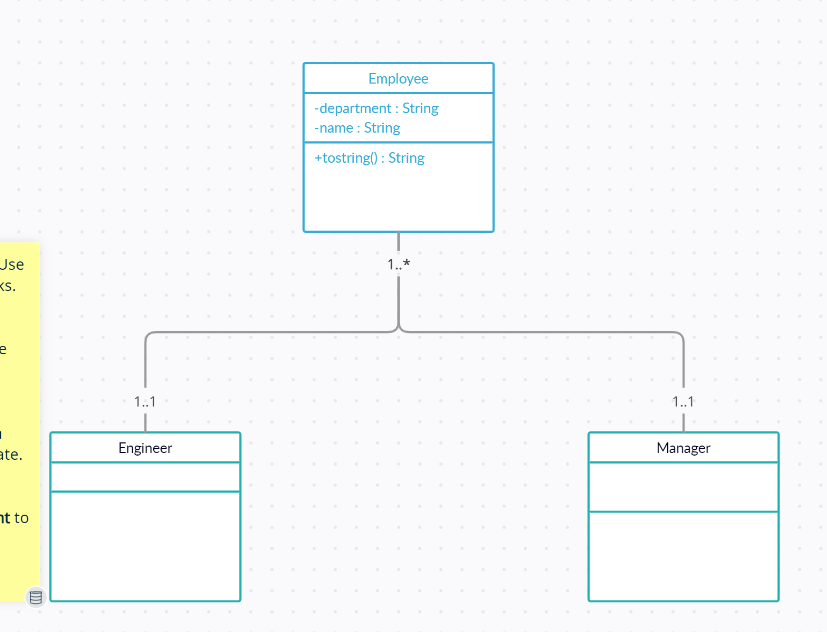 Employee
-department : String
-name : String
+tostring() : String
1..*
1..1
1..1
Engineer
Manager
Use
ks.
e
ate.
nt to